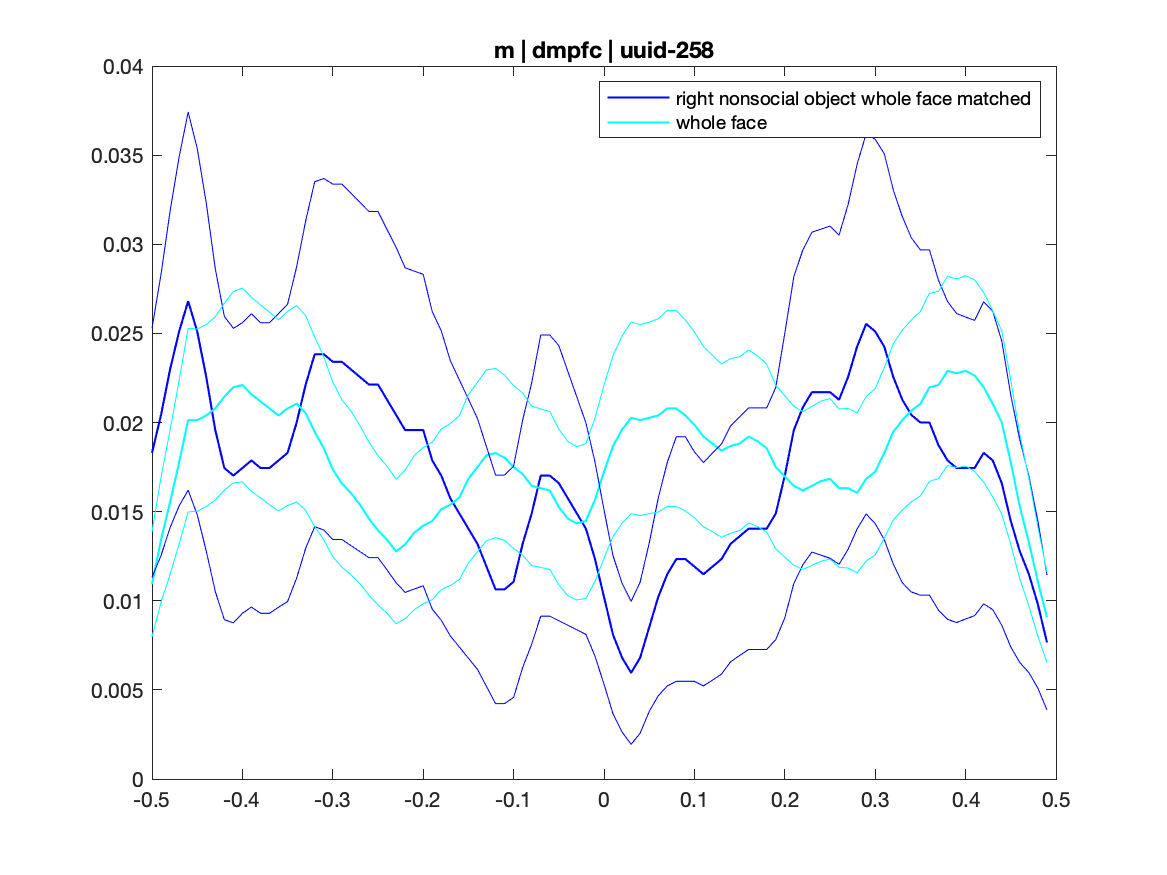 m | dmpfc | uuid-258
0.04
right nonsocial object whole face matched
whole face
0.035
0.03
0.025
0.02
0.015
0.01
0.005
0
-0.5 -0.4 -0.3 -0.2 -0.1 0 0.1 0.2 0.3 0.4 0.5